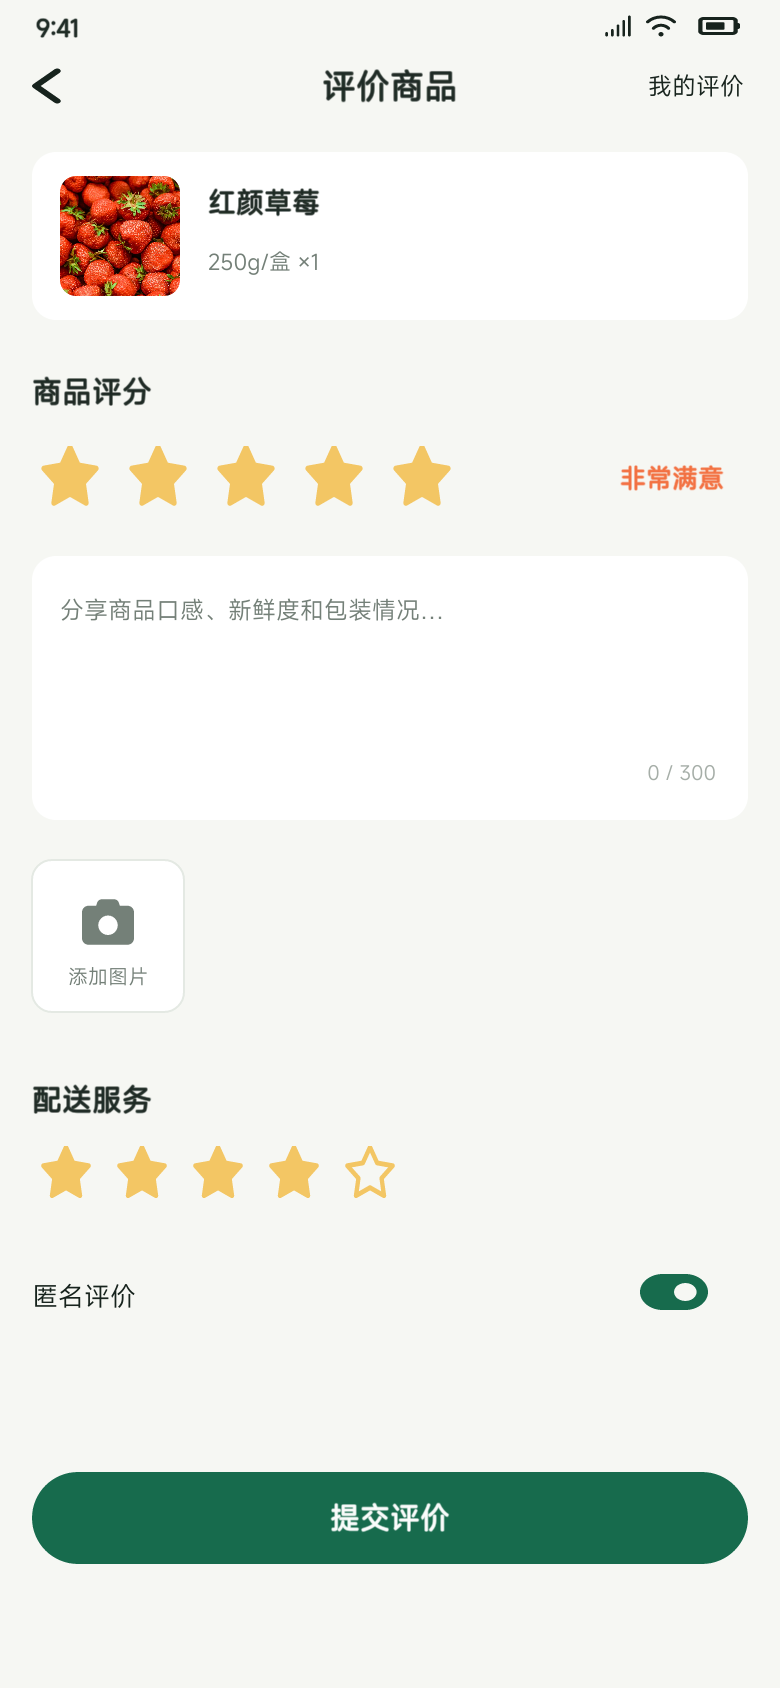 9:41
评价商品
我的评价
红颜草莓
250g/盒 ×1
商品评分
非常满意
分享商品口感、新鲜度和包装情况...
0 / 300
添加图片
配送服务
匿名评价
提交评价